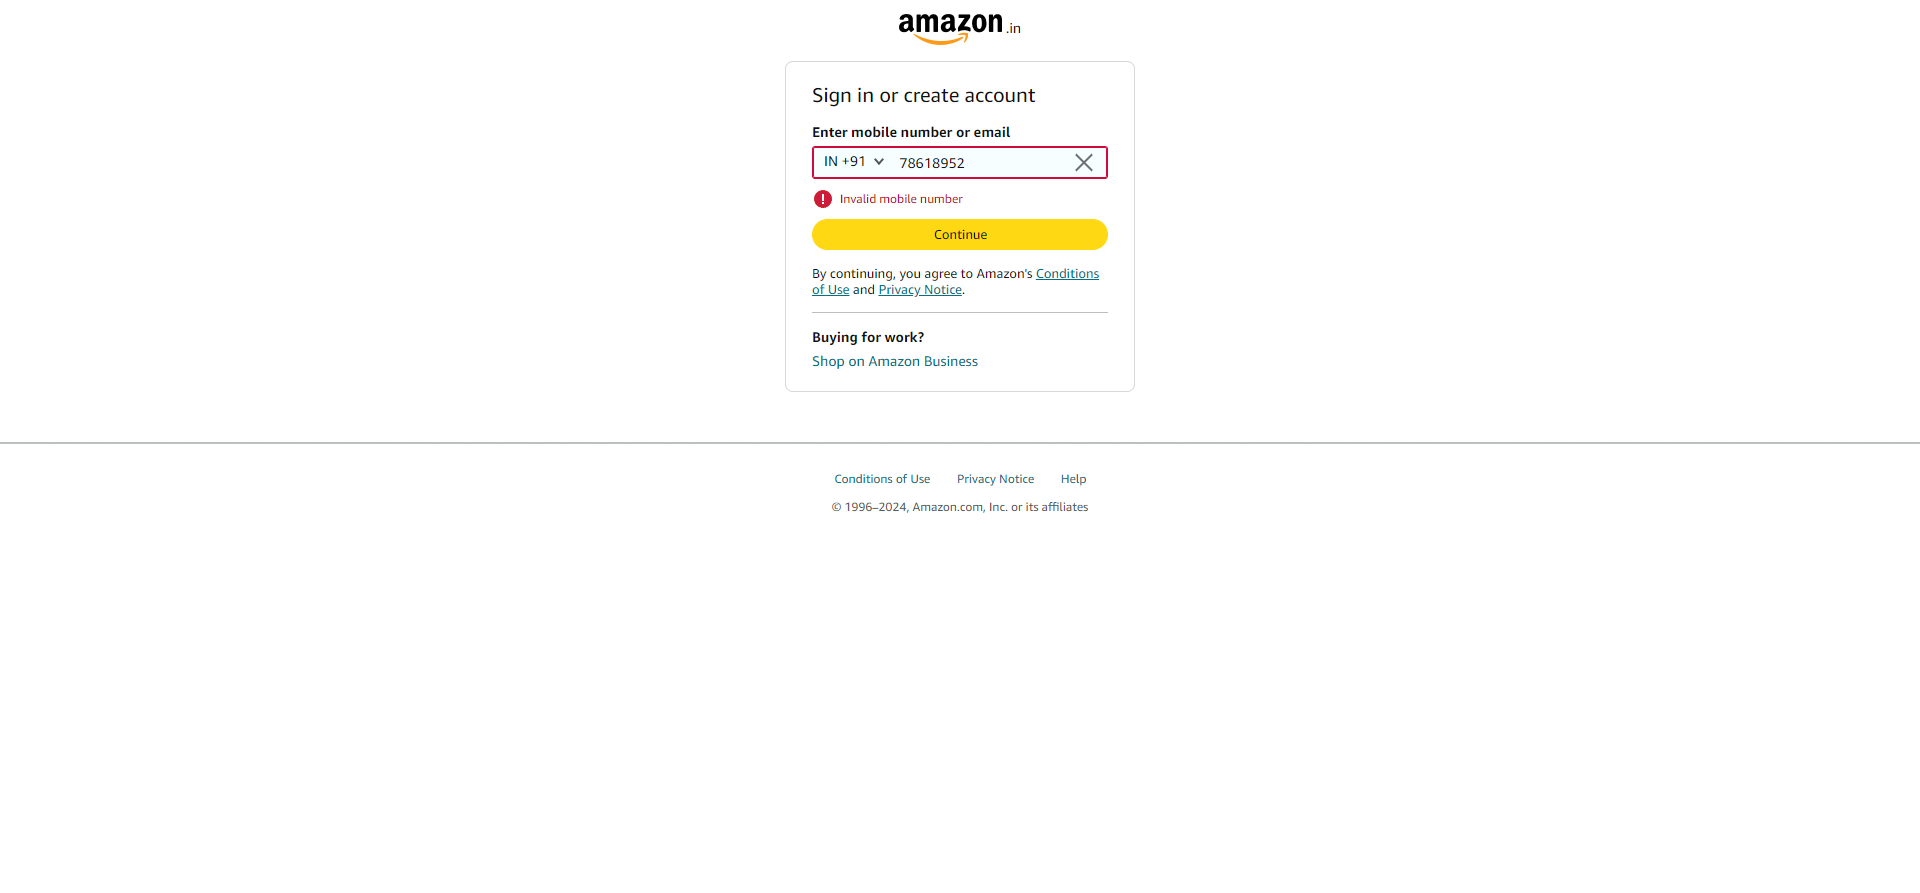 amazon.in
Sign in or create account
Enter mobile number or email
IN +91 78618952
Invalid mobile number
Continue
By continuing, you agree to Amazon's Conditions
of Use and Privacy Notice.
Buying for work?
Shop on Amazon Business
Conditions of Use Privacy Notice Help
© 1996–2024, Amazon.com, Inc. or its affiliates